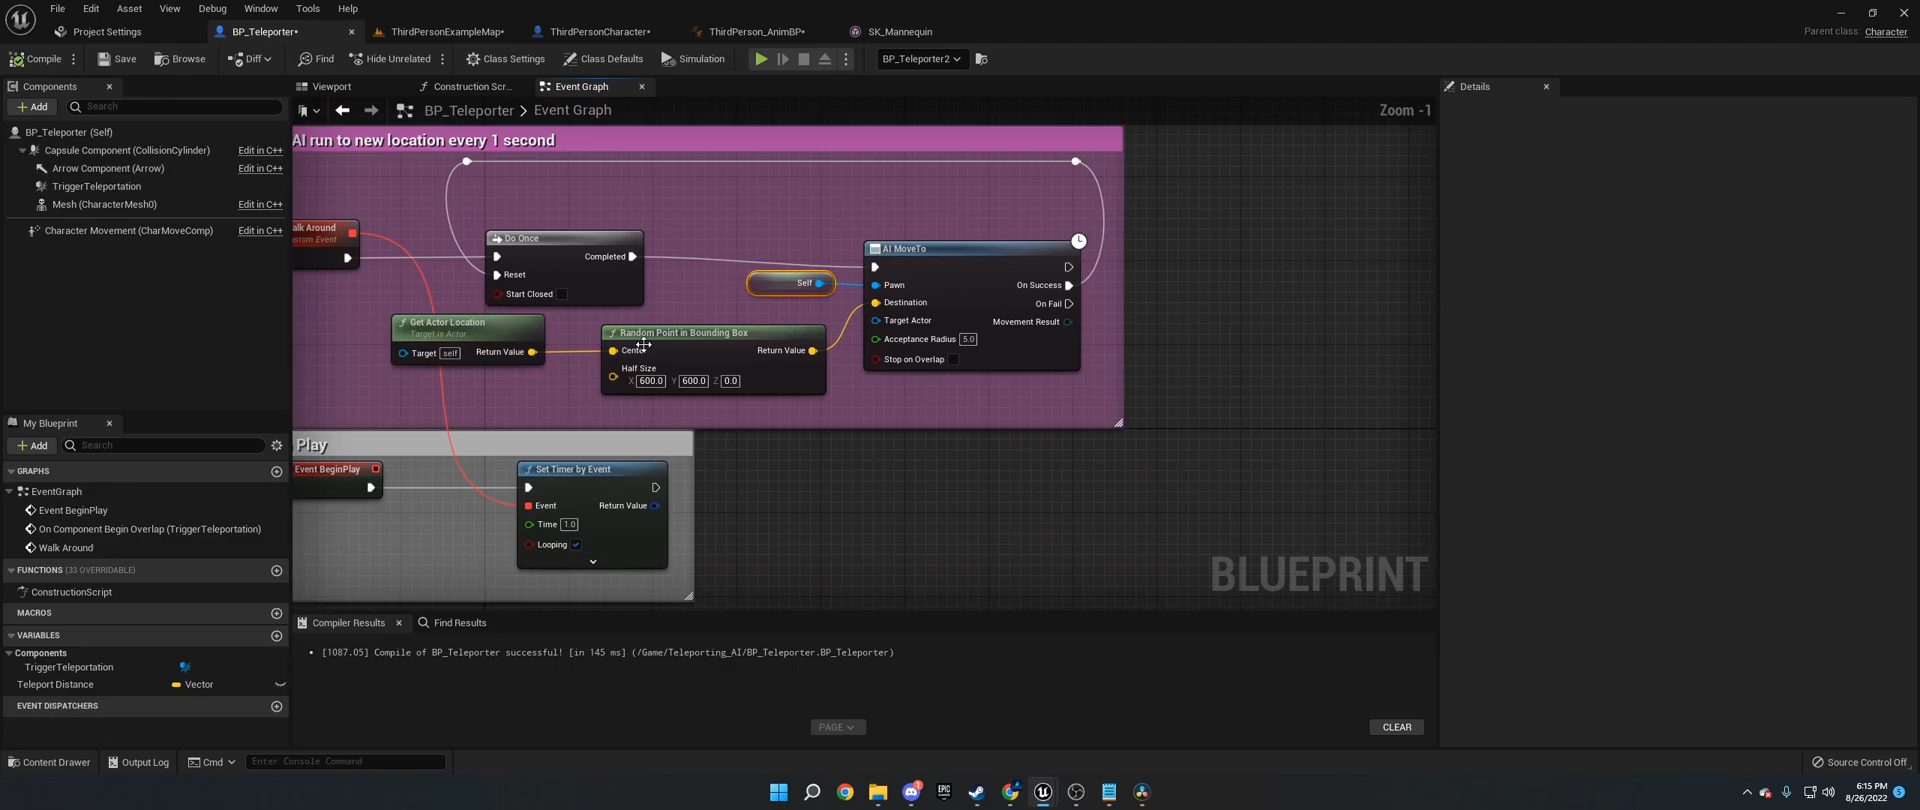 File Edit Asset View Debug Window Tools Help
Project Settings BP_Teleporter* ThirdPersonExampleMap* ThirdPersonCharacter* ThirdPerson_AnimBP* SK_Mannequin Parent class: Character
Compile Save Browse Diff Find Hide Unrelated Class Settings Class Defaults Simulation BP_Teleporter2
Components
Add Search
BP_Teleporter (Self)
Capsule Component (CollisionCylinder) Edit in C++
Arrow Component (Arrow) Edit in C++
TriggerTeleportation
Mesh (CharacterMesh0) Edit in C++
Character Movement (CharMoveComp) Edit in C++
My Blueprint
Add Search
GRAPHS
EventGraph
Event BeginPlay
On Component Begin Overlap (TriggerTeleportation)
Walk Around
FUNCTIONS (33 OVERRIDABLE)
ConstructionScript
MACROS
VARIABLES
Components
TriggerTeleportation
Teleport Distance Vector
EVENT DISPATCHERS
Viewport Construction Scr... Event Graph
BP_Teleporter > Event Graph Zoom -1
AI run to new location every 1 second
alk Around
ustom Event
Do Once
Completed
Reset
Start Closed
Get Actor Location
Target is Actor
Target self Return Value
Random Point in Bounding Box
Center Return Value
Half Size
X 600.0 Y 600.0 Z 0.0
Self
AI MoveTo
Pawn On Success
Destination On Fail
Target Actor Movement Result
Acceptance Radius 5.0
Stop on Overlap
Play
Event BeginPlay
Set Timer by Event
Event Return Value
Time 1.0
Looping
BLUEPRINT
Compiler Results Find Results
[1087.05] Compile of BP_Teleporter successful! [in 145 ms] (/Game/Teleporting_AI/BP_Teleporter.BP_Teleporter)
PAGE CLEAR
Details
Content Drawer Output Log Cmd Enter Console Command Source Control Off
EPIC
1
6:15 PM
8/26/2022
5